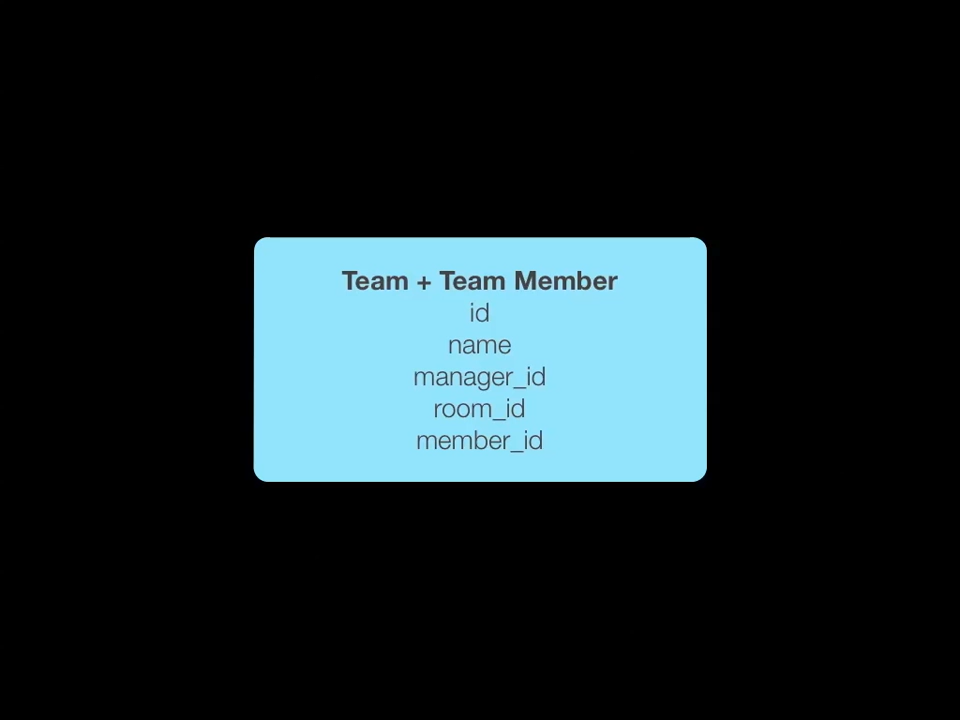 Team + Team Member
id
name
manager_id
room_id
member_id